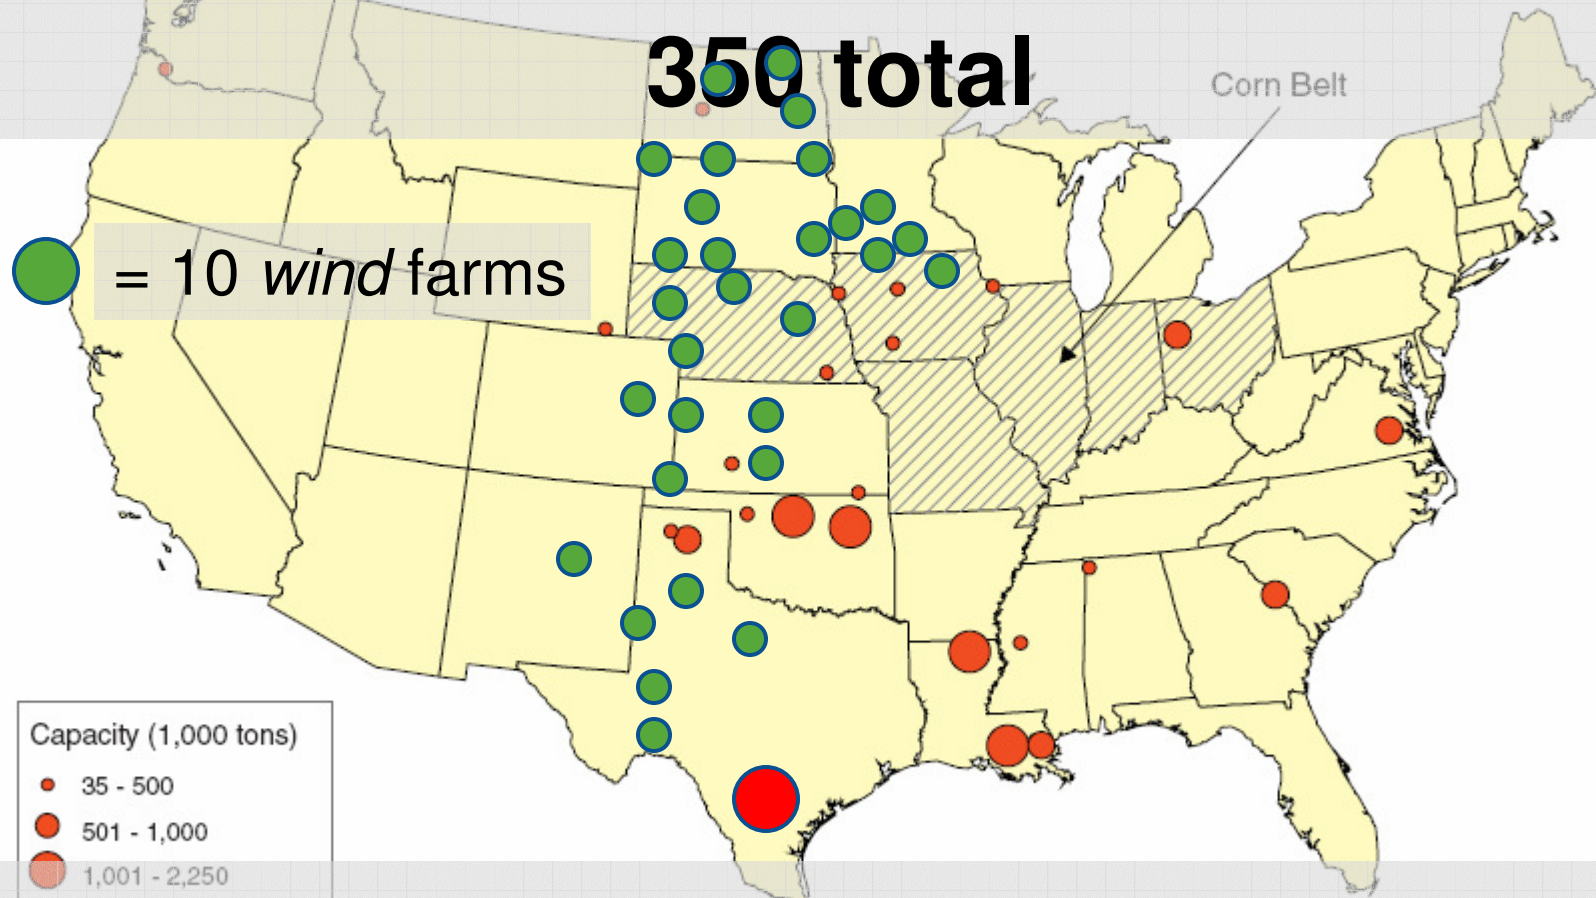 350 total
Corn Belt
= 10 wind farms
Capacity (1,000 tons)
35 - 500
501 - 1,000
1,001 - 2,250